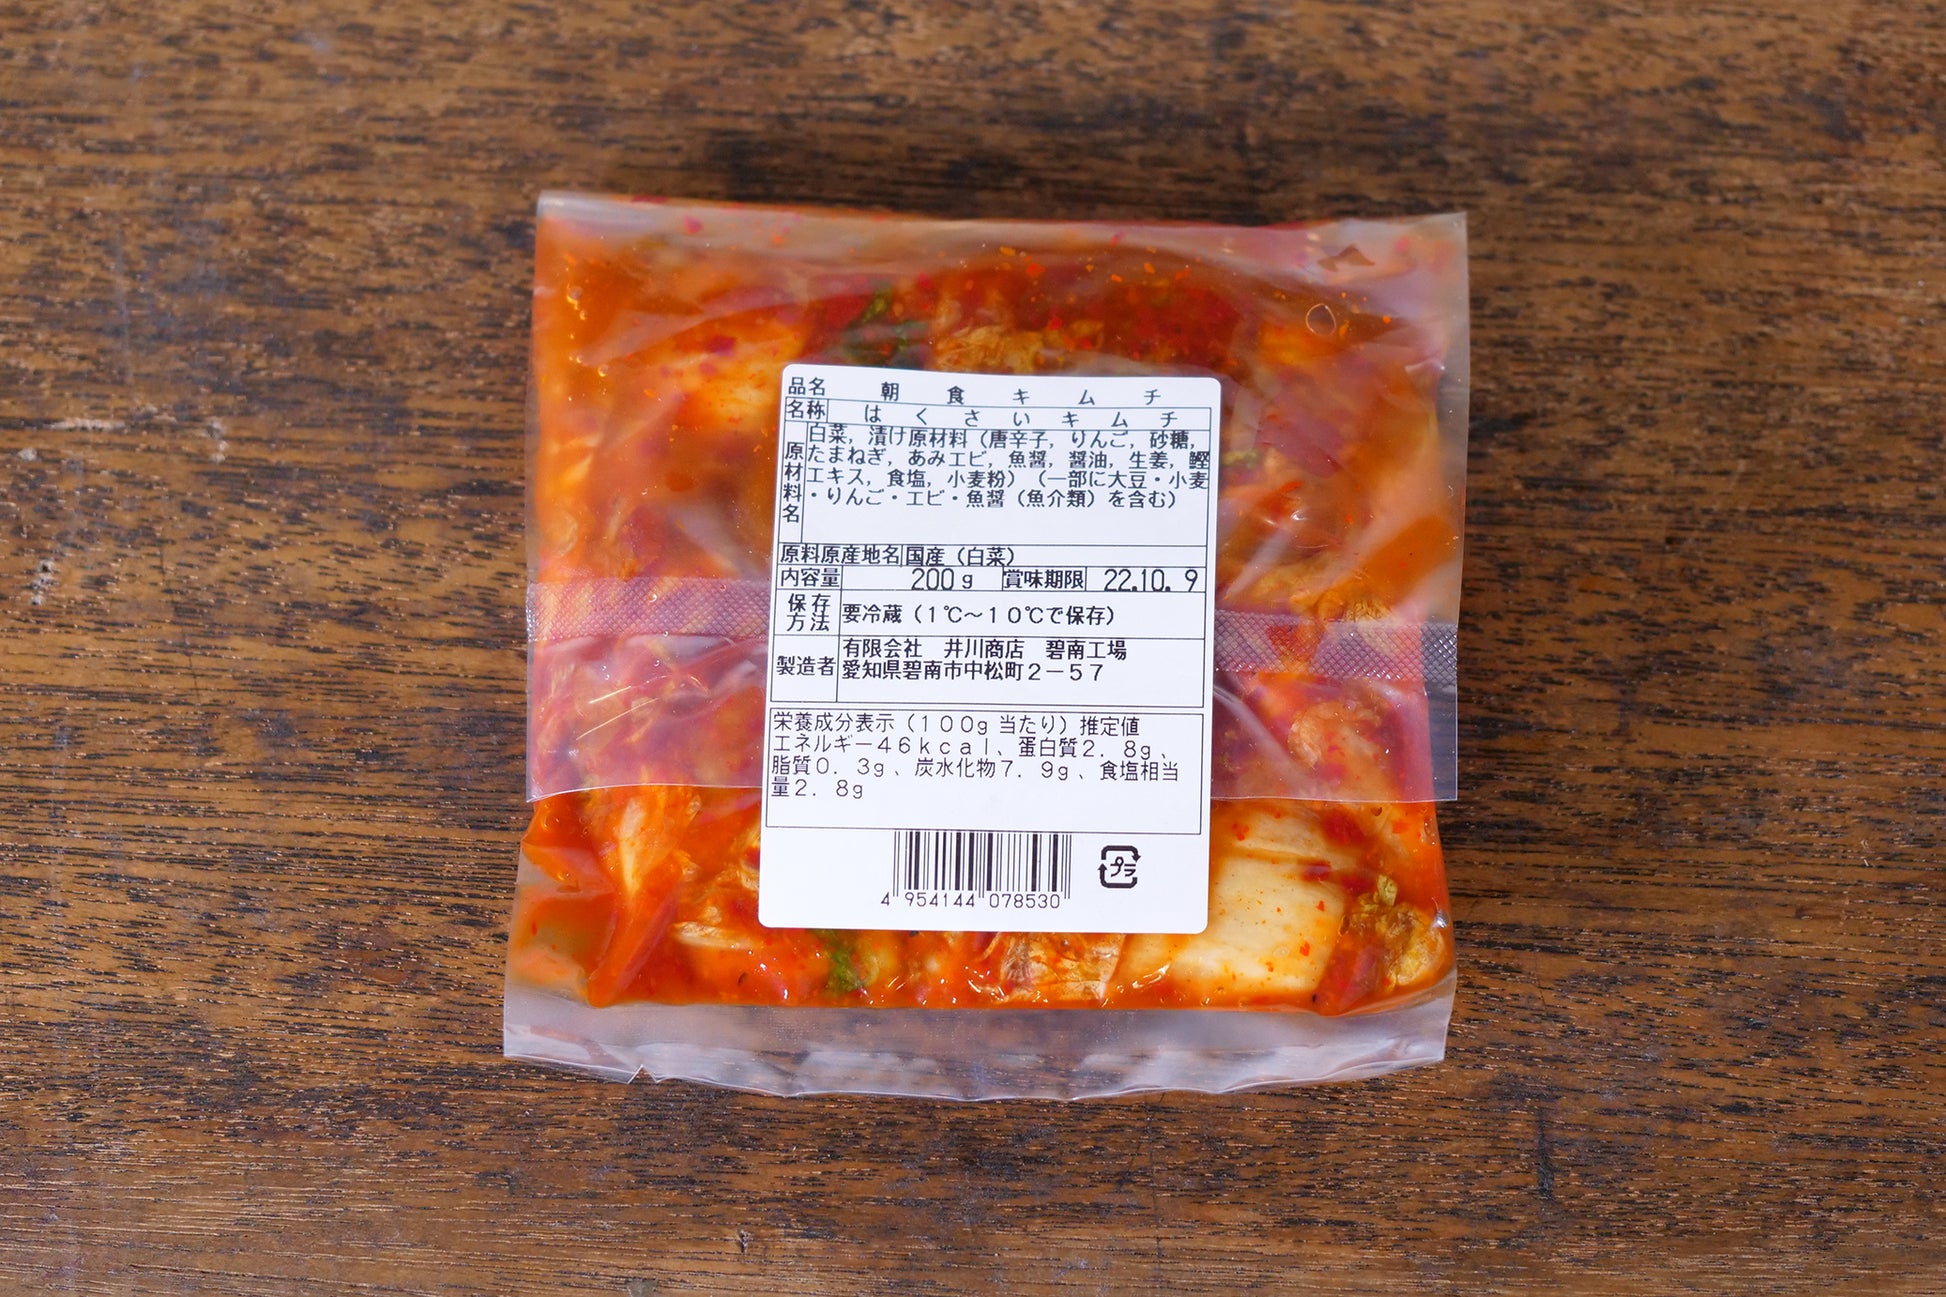 品名 朝食キムチ
名称 はくさいキムチ
原材料名 白菜，漬け原材料（唐辛子，りんご，砂糖，
たまねぎ，あみエビ，魚醤，醤油，生姜，鰹
エキス，食塩，小麦粉）（一部に大豆・小麦
・りんご・エビ・魚醤（魚介類）を含む）
原料原産地名 国産（白菜）
内容量 200g 賞味期限 22.10.9
保存方法 要冷蔵（1℃～10℃で保存）
製造者 有限会社 井川商店 碧南工場
愛知県碧南市中松町2－57
栄養成分表示（100g当たり）推定値
エネルギー46kcal、蛋白質2．8g、
脂質0．3g、炭水化物7．9g、食塩相当
量2．8g
プラ
4 954144 078530